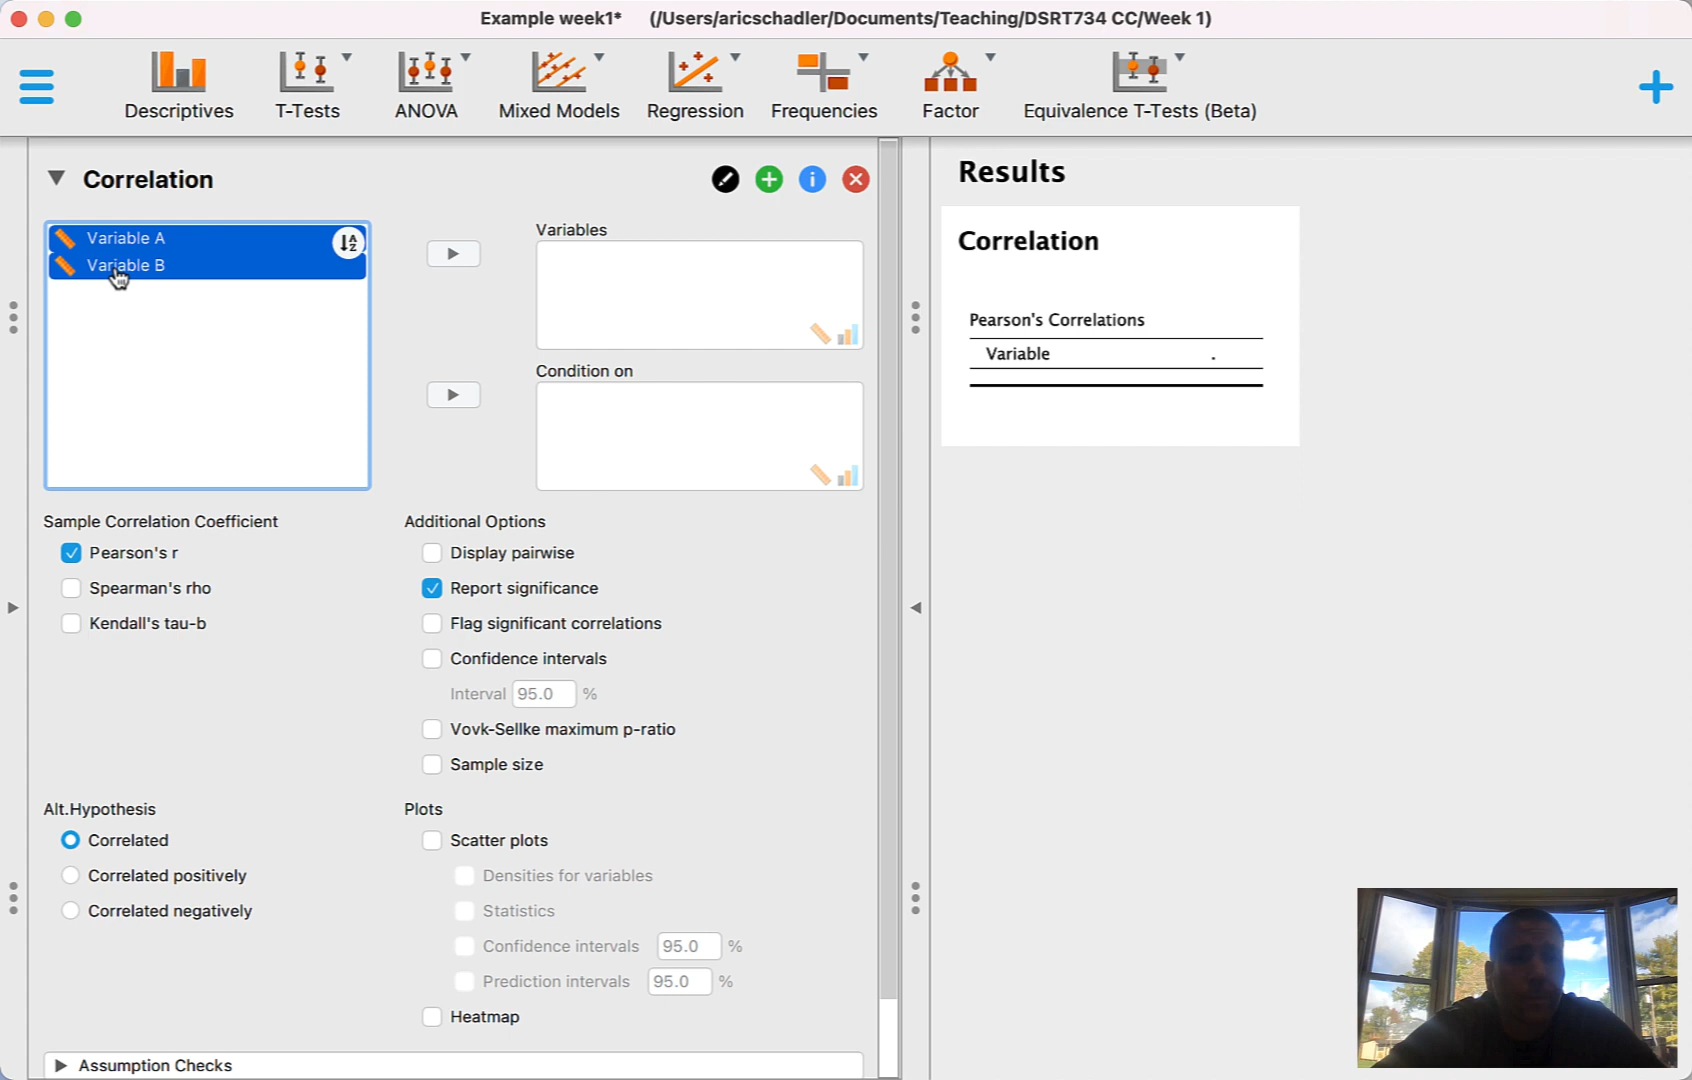 Example week1* (/Users/aricschadler/Documents/Teaching/DSRT734 CC/Week 1)
Descriptives T-Tests ANOVA Mixed Models Regression Frequencies Factor Equivalence T-Tests (Beta)
Correlation
Variable A
Variable B
Variables
Condition on
Sample Correlation Coefficient
Pearson's r
Spearman's rho
Kendall's tau-b
Additional Options
Display pairwise
Report significance
Flag significant correlations
Confidence intervals
Interval 95.0 %
Vovk-Sellke maximum p-ratio
Sample size
Alt.Hypothesis
Correlated
Correlated positively
Correlated negatively
Plots
Scatter plots
Densities for variables
Statistics
Confidence intervals 95.0 %
Prediction intervals 95.0 %
Heatmap
Assumption Checks
Results
Correlation
Pearson's Correlations
Variable .